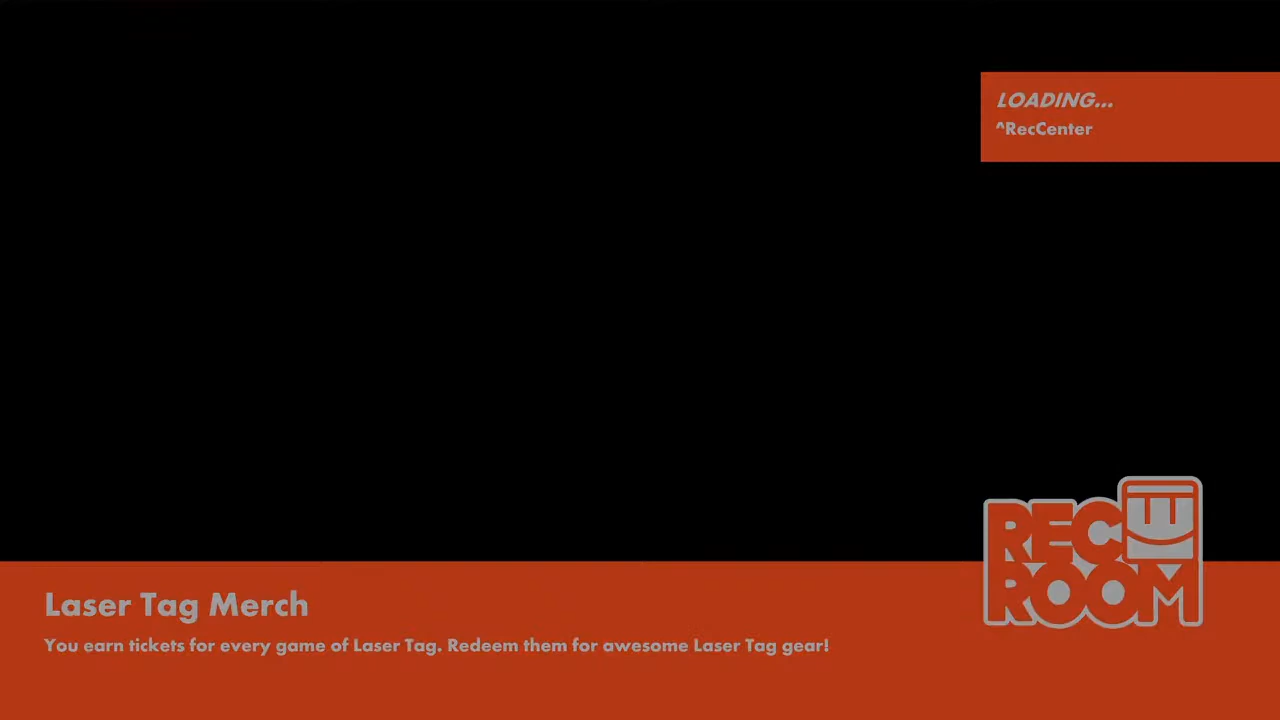 LOADING...
^RecCenter
REC
ROOM
Laser Tag Merch
You earn tickets for every game of Laser Tag. Redeem them for awesome Laser Tag gear!